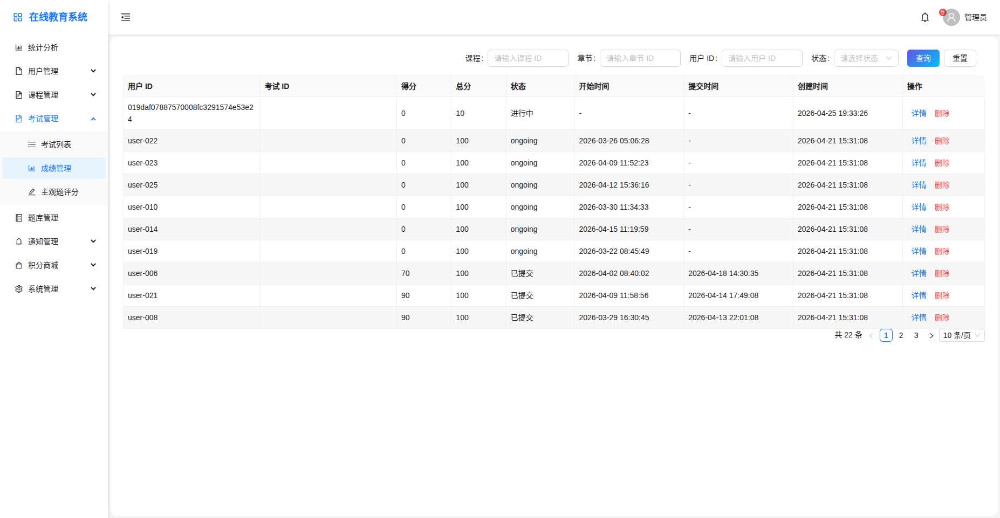 在线教育系统
5
管理员
统计分析
用户管理
课程管理
考试管理
考试列表
成绩管理
主观题评分
题库管理
通知管理
积分商城
系统管理
课程: 请输入课程 ID 章节: 请输入章节 ID 用户 ID: 请输入用户 ID 状态: 请选择状态 查询 重置
用户 ID 考试 ID 得分 总分 状态 开始时间 提交时间 创建时间 操作
019daf07887570008fc3291574e53e2
4 0 10 进行中 - - 2026-04-25 19:33:26 详情 删除
user-022 0 100 ongoing 2026-03-26 05:06:28 - 2026-04-21 15:31:08 详情 删除
user-023 0 100 ongoing 2026-04-09 11:52:23 - 2026-04-21 15:31:08 详情 删除
user-025 0 100 ongoing 2026-04-12 15:36:16 - 2026-04-21 15:31:08 详情 删除
user-010 0 100 ongoing 2026-03-30 11:34:33 - 2026-04-21 15:31:08 详情 删除
user-014 0 100 ongoing 2026-04-15 11:19:59 - 2026-04-21 15:31:08 详情 删除
user-019 0 100 ongoing 2026-03-22 08:45:49 - 2026-04-21 15:31:08 详情 删除
user-006 70 100 已提交 2026-04-02 08:40:02 2026-04-18 14:30:35 2026-04-21 15:31:08 详情 删除
user-021 90 100 已提交 2026-04-09 11:58:56 2026-04-14 17:49:08 2026-04-21 15:31:08 详情 删除
user-008 90 100 已提交 2026-03-29 16:30:45 2026-04-13 22:01:08 2026-04-21 15:31:08 详情 删除
共 22 条 1 2 3 10 条/页